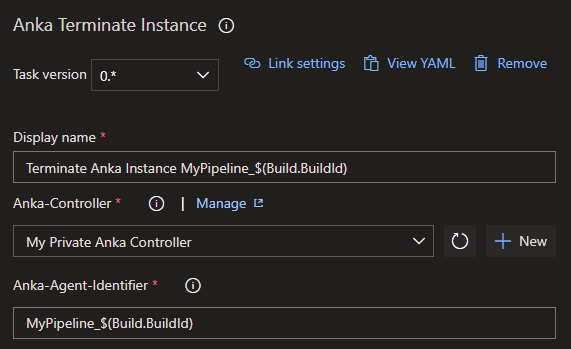 Anka Terminate Instance
Task version 0.* Link settings View YAML Remove
Display name *
Terminate Anka Instance MyPipeline_$(Build.BuildId)
Anka-Controller * | Manage
My Private Anka Controller New
Anka-Agent-Identifier *
MyPipeline_$(Build.BuildId)